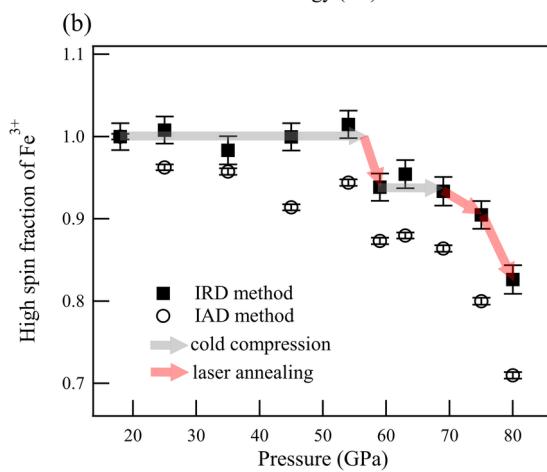 (b)
High spin fraction of Fe3+
1.1
1.0
0.9
0.8
0.7
IRD method
IAD method
cold compression
laser annealing
20 30 40 50 60 70 80
Pressure (GPa)